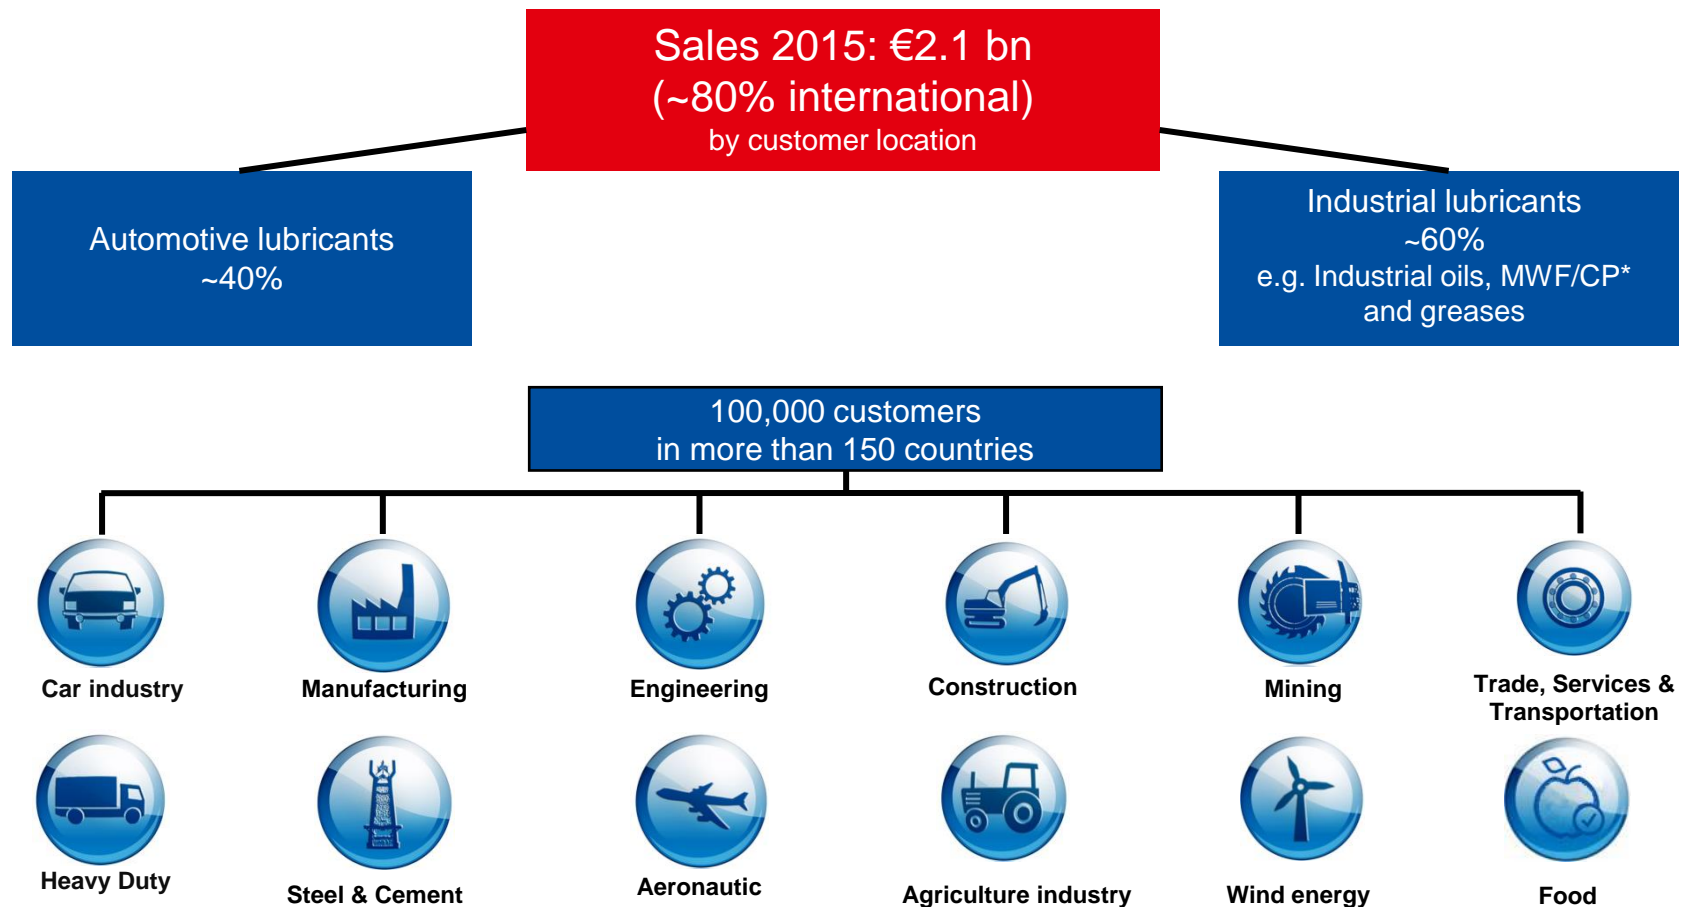 Sales 2015: €2.1 bn
(~80% international)
by customer location
Automotive lubricants
~40%
Industrial lubricants
~60%
e.g. Industrial oils, MWF/CP*
and greases
100,000 customers
in more than 150 countries
Car industry
Manufacturing
Engineering
Construction
Mining
Trade, Services &
Transportation
Heavy Duty
Steel & Cement
Aeronautic
Agriculture industry
Wind energy
Food